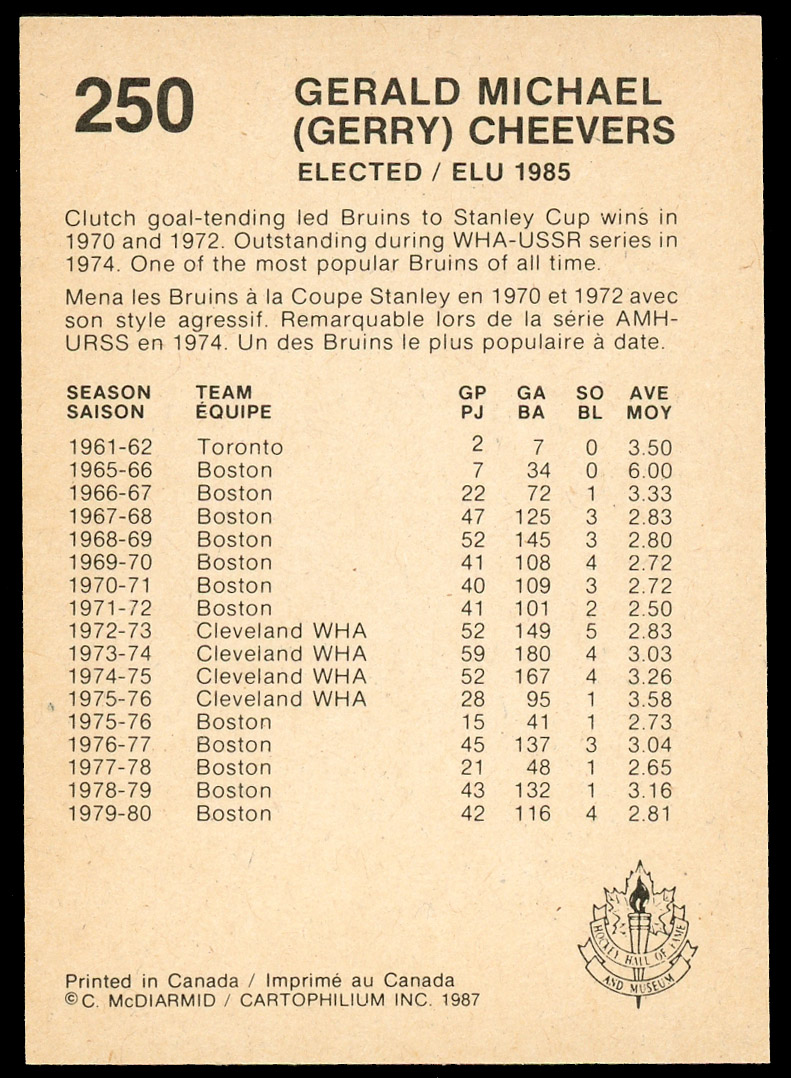 250
GERALD MICHAEL
(GERRY) CHEEVERS
ELECTED / ELU 1985
Clutch goal-tending led Bruins to Stanley Cup wins in
1970 and 1972. Outstanding during WHA-USSR series in
1974. One of the most popular Bruins of all time.
Mena les Bruins à la Coupe Stanley en 1970 et 1972 avec
son style agressif. Remarquable lors de la série AMH-
URSS en 1974. Un des Bruins le plus populaire à date.
SEASON TEAM GP GA SO AVE
SAISON ÉQUIPE PJ BA BL MOY
1961-62 Toronto 2 7 0 3.50
1965-66 Boston 7 34 0 6.00
1966-67 Boston 22 72 1 3.33
1967-68 Boston 47 125 3 2.83
1968-69 Boston 52 145 3 2.80
1969-70 Boston 41 108 4 2.72
1970-71 Boston 40 109 3 2.72
1971-72 Boston 41 101 2 2.50
1972-73 Cleveland WHA 52 149 5 2.83
1973-74 Cleveland WHA 59 180 4 3.03
1974-75 Cleveland WHA 52 167 4 3.26
1975-76 Cleveland WHA 28 95 1 3.58
1975-76 Boston 15 41 1 2.73
1976-77 Boston 45 137 3 3.04
1977-78 Boston 21 48 1 2.65
1978-79 Boston 43 132 1 3.16
1979-80 Boston 42 116 4 2.81
HOCKEY HALL OF FAME
AND MUSEUM
Printed in Canada / Imprimé au Canada
© C. McDIARMID / CARTOPHILIUM INC. 1987